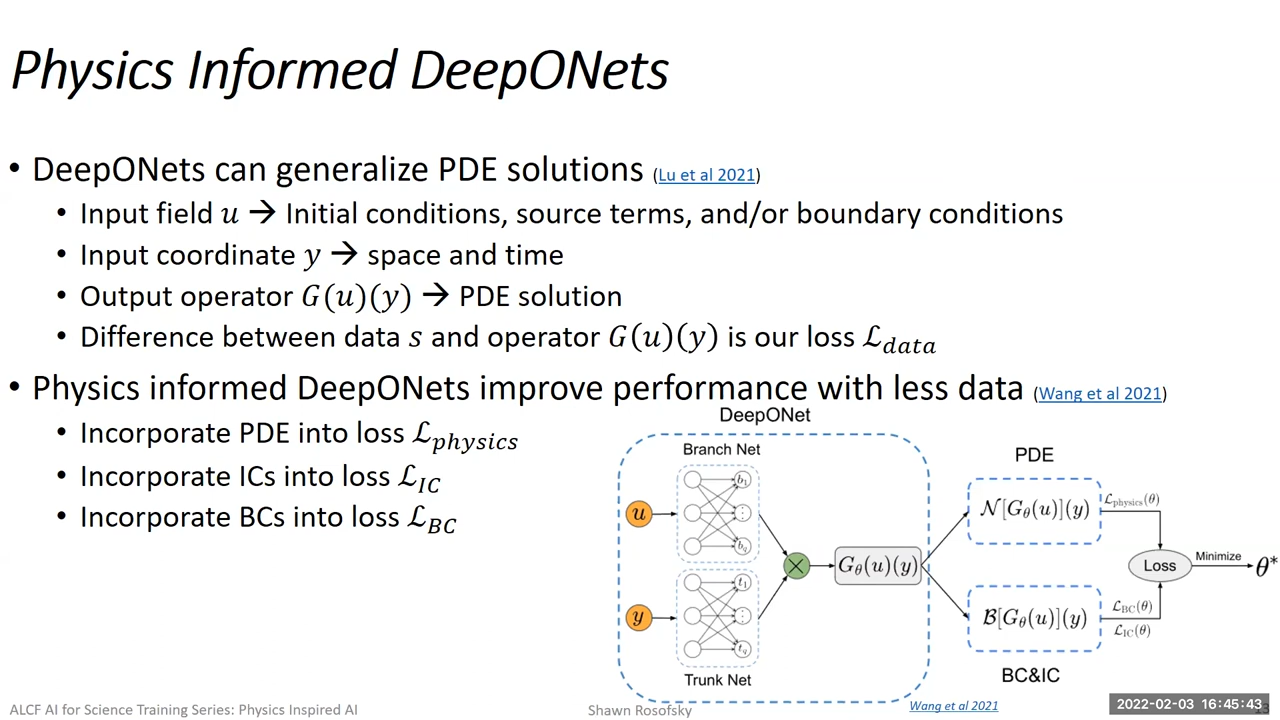 Physics Informed DeepONets
• DeepONets can generalize PDE solutions (Lu et al 2021)
• Input field u → Initial conditions, source terms, and/or boundary conditions
• Input coordinate y → space and time
• Output operator G(u)(y) → PDE solution
• Difference between data s and operator G(u)(y) is our loss ℒ_data
• Physics informed DeepONets improve performance with less data (Wang et al 2021)
• Incorporate PDE into loss ℒ_physics
• Incorporate ICs into loss ℒ_IC
• Incorporate BCs into loss ℒ_BC
DeepONet
Branch Net
u
b₁
⋮
b_q
y
t₁
⋮
t_q
Trunk Net
×
G_θ(u)(y)
PDE
𝒩[G_θ(u)](y)
ℒ_physics(θ)
ℬ[G_θ(u)](y)
ℒ_BC(θ)
ℒ_IC(θ)
BC&IC
Loss
Minimize
θ*
Wang et al 2021
ALCF AI for Science Training Series: Physics Inspired AI
Shawn Rosofsky
2022-02-03 16:45:43